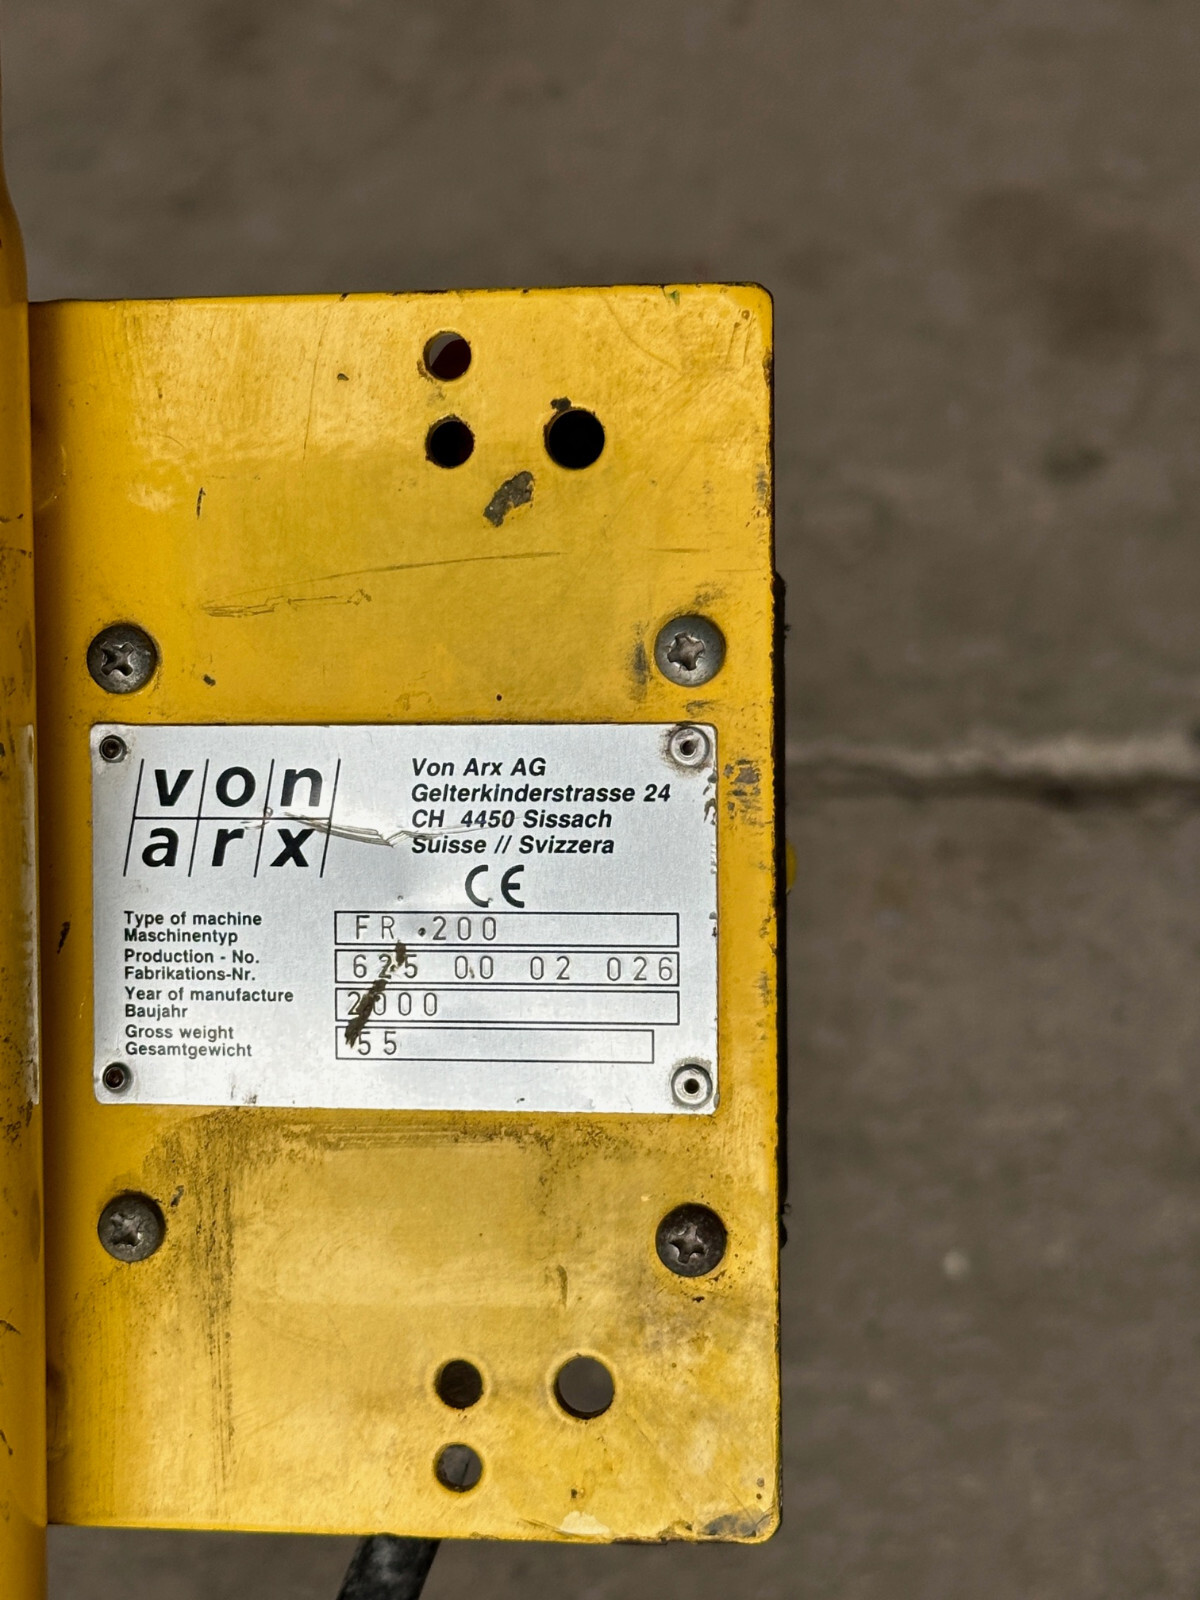 von
arx
Von Arx AG
Gelterkinderstrasse 24
CH 4450 Sissach
Suisse // Svizzera
CE
Type of machine
Maschinentyp
FR.200
Production - No.
Fabrikations-Nr.
625 00 02 026
Year of manufacture
Baujahr
2000
Gross weight
Gesamtgewicht
55